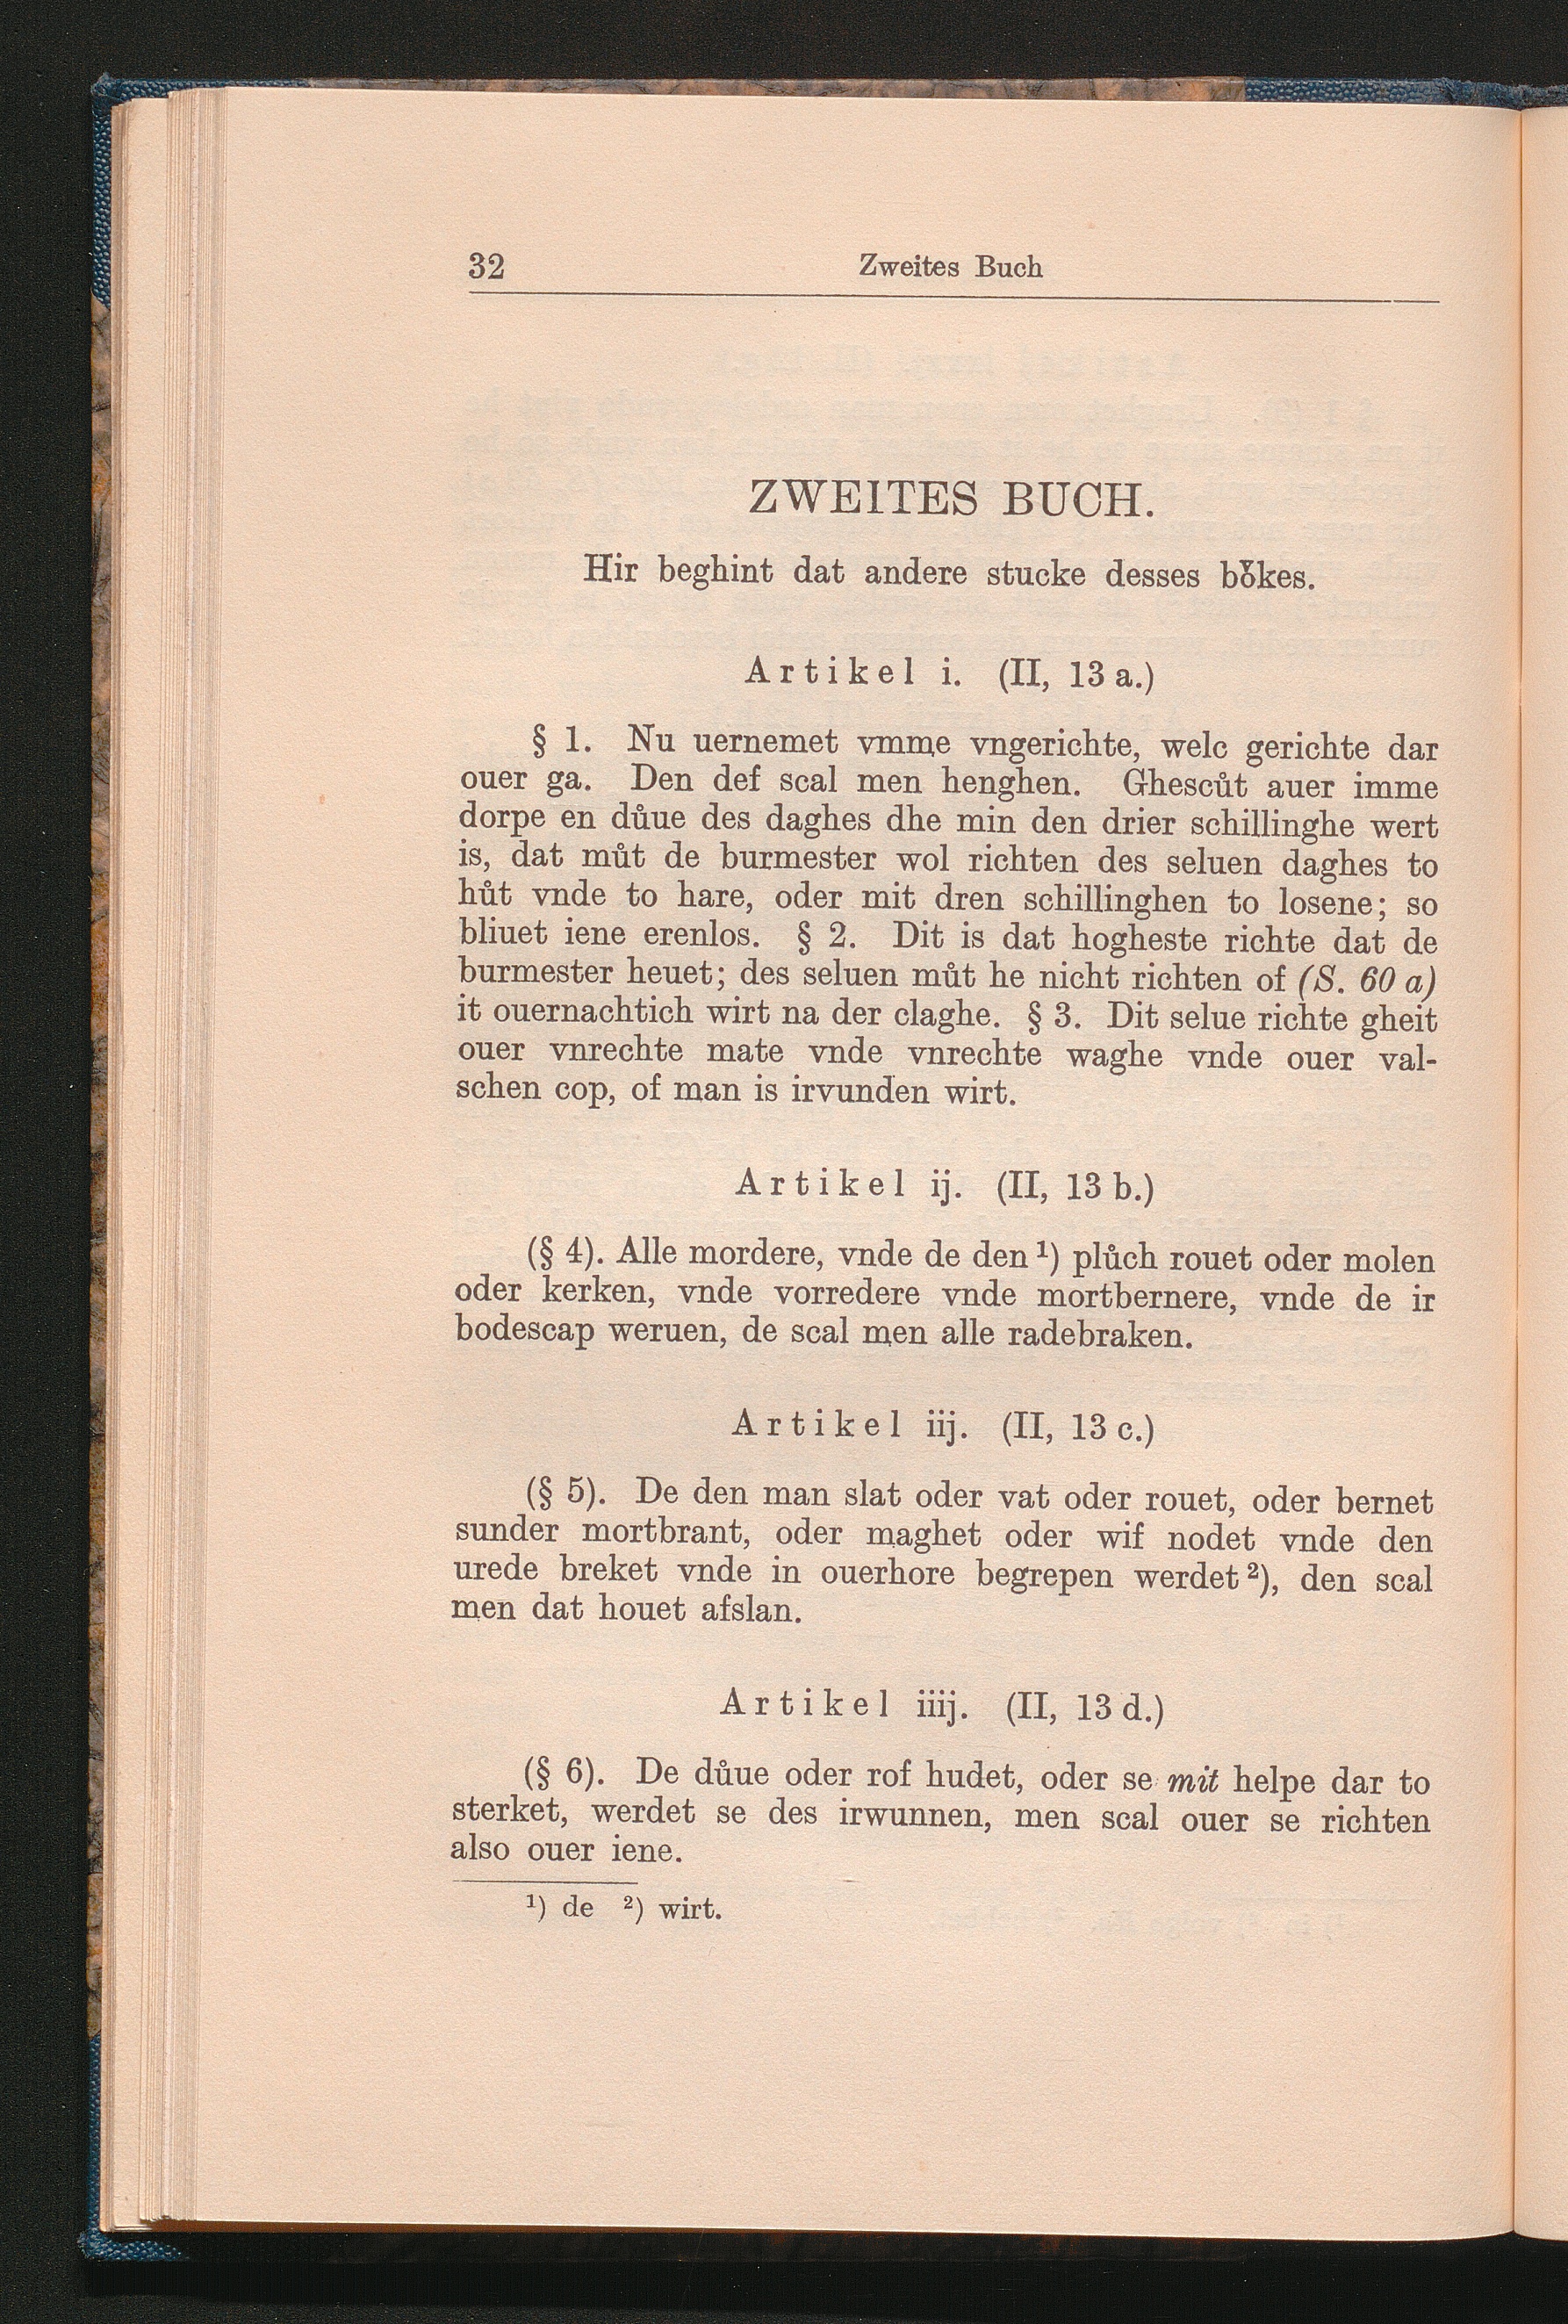 32 Zweites Buch
ZWEITES BUCH.
Hir beghint dat andere stucke desses bo̊kes.
Artikel i. (II, 13 a.)
§ 1. Nu uernemet vmme vngerichte, welc gerichte dar
ouer ga. Den def scal men henghen. Ghescůt auer imme
dorpe en důue des daghes dhe min den drier schillinghe wert
is, dat můt de burmester wol richten des seluen daghes to
hůt vnde to hare, oder mit dren schillinghen to losene; so
bliuet iene erenlos. § 2. Dit is dat hogheste richte dat de
burmester heuet; des seluen můt he nicht richten of (S. 60 a)
it ouernachtich wirt na der claghe. § 3. Dit selue richte gheit
ouer vnrechte mate vnde vnrechte waghe vnde ouer val-
schen cop, of man is irvunden wirt.
Artikel ij. (II, 13 b.)
(§ 4). Alle mordere, vnde de den ¹) plůch rouet oder molen
oder kerken, vnde vorredere vnde mortbernere, vnde de ir
bodescap weruen, de scal men alle radebraken.
Artikel iij. (II, 13 c.)
(§ 5). De den man slat oder vat oder rouet, oder bernet
sunder mortbrant, oder maghet oder wif nodet vnde den
urede breket vnde in ouerhore begrepen werdet ²), den scal
men dat houet afslan.
Artikel iiij. (II, 13 d.)
(§ 6). De důue oder rof hudet, oder se mit helpe dar to
sterket, werdet se des irwunnen, men scal ouer se richten
also ouer iene.
¹) de ²) wirt.